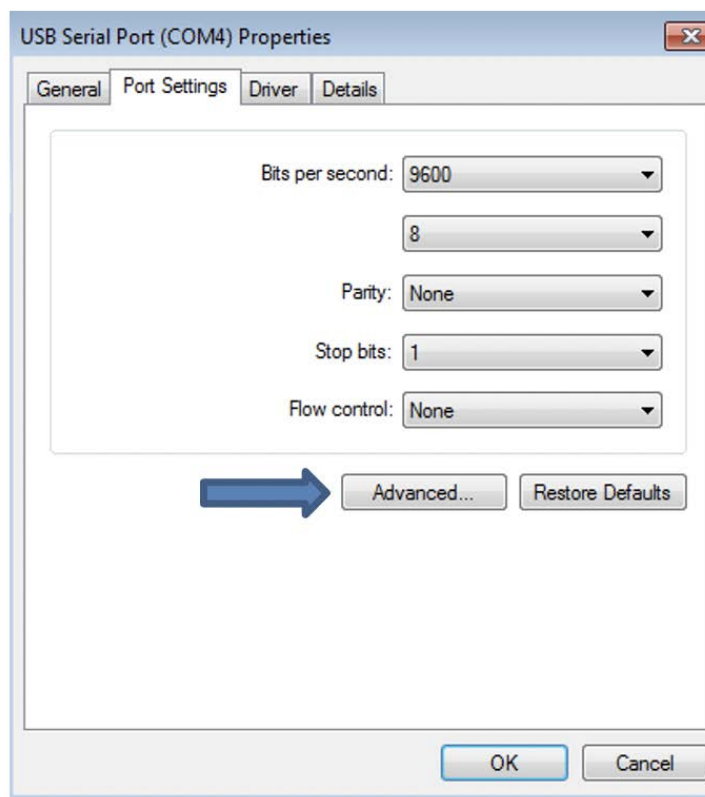 USB Serial Port (COM4) Properties
General Port Settings Driver Details
Bits per second: 9600
8
Parity: None
Stop bits: 1
Flow control: None
Advanced... Restore Defaults
OK Cancel